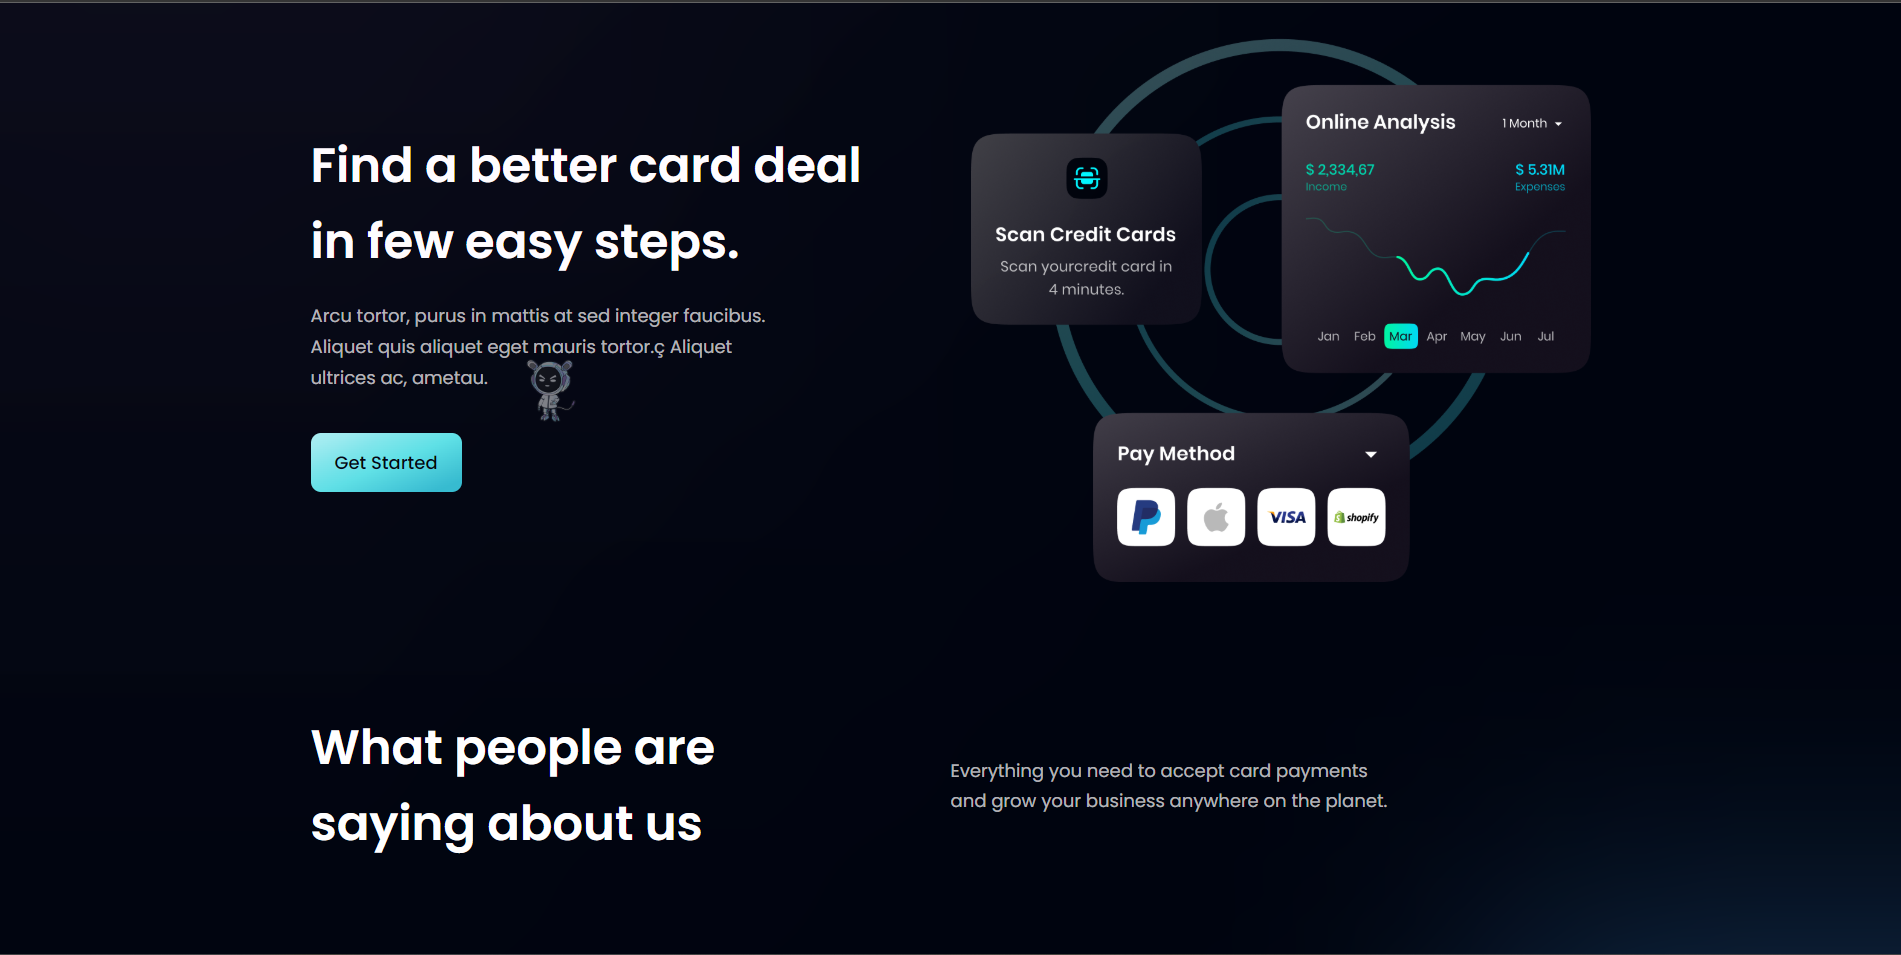 Find a better card deal
in few easy steps.
Arcu tortor, purus in mattis at sed integer faucibus.
Aliquet quis aliquet eget mauris tortor.ç Aliquet
ultrices ac, ametau.
Get Started
Scan Credit Cards
Scan yourcredit card in
4 minutes.
Online Analysis
1 Month
$ 2,334,67
$ 5.31M
Income
Expenses
Jan Feb Mar Apr May Jun Jul
Pay Method
VISA
shopify
What people are
saying about us
Everything you need to accept card payments
and grow your business anywhere on the planet.